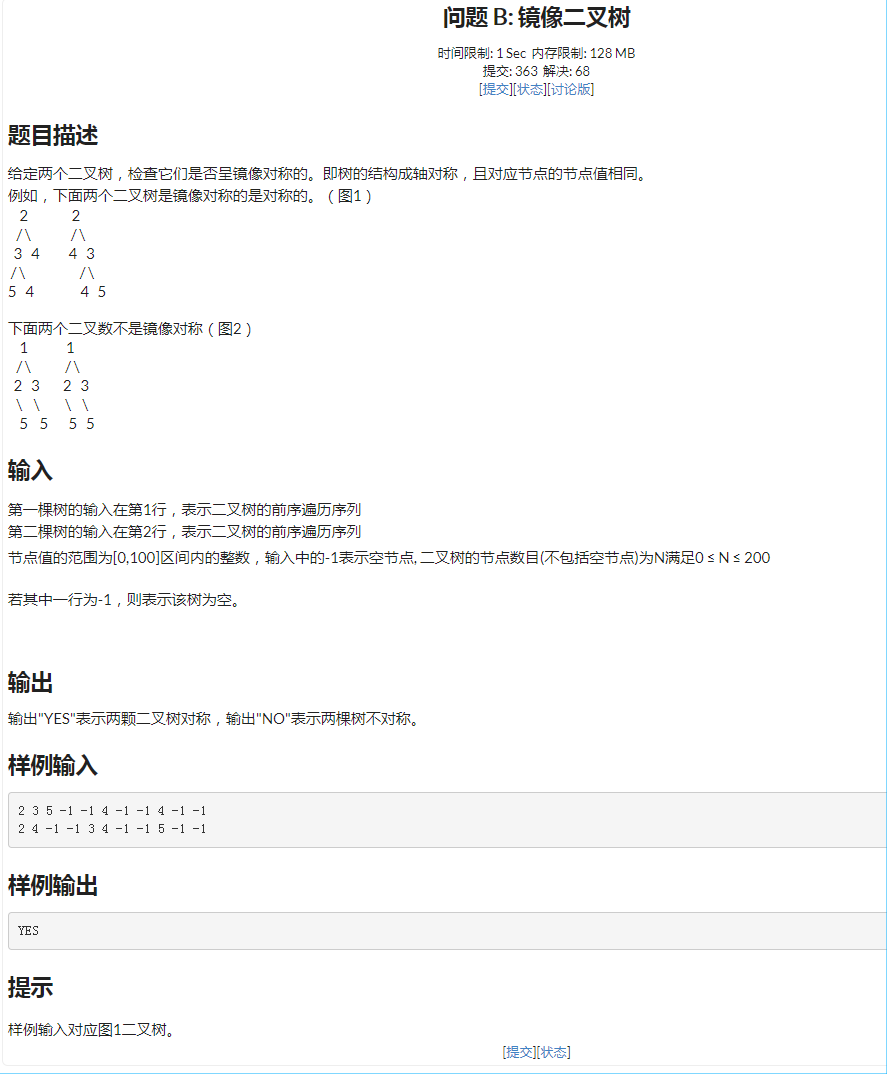 问题 B: 镜像二叉树
时间限制: 1 Sec 内存限制: 128 MB
提交: 363 解决: 68
[提交][状态][讨论版]
题目描述
给定两个二叉树，检查它们是否呈镜像对称的。即树的结构成轴对称，且对应节点的节点值相同。
例如，下面两个二叉树是镜像对称的是对称的。（图1）
2 2
/ \ / \
3 4 4 3
/ \ / \
5 4 4 5
下面两个二叉数不是镜像对称（图2）
1 1
/ \ / \
2 3 2 3
\ \ \ \
5 5 5 5
输入
第一棵树的输入在第1行，表示二叉树的前序遍历序列
第二棵树的输入在第2行，表示二叉树的前序遍历序列
节点值的范围为[0,100]区间内的整数，输入中的-1表示空节点, 二叉树的节点数目(不包括空节点)为N满足0 ≤ N ≤ 200
若其中一行为-1，则表示该树为空。
输出
输出"YES"表示两颗二叉树对称，输出"NO"表示两棵树不对称。
样例输入
2 3 5 -1 -1 4 -1 -1 4 -1 -1
2 4 -1 -1 3 4 -1 -1 5 -1 -1
样例输出
YES
提示
样例输入对应图1二叉树。
[提交][状态]